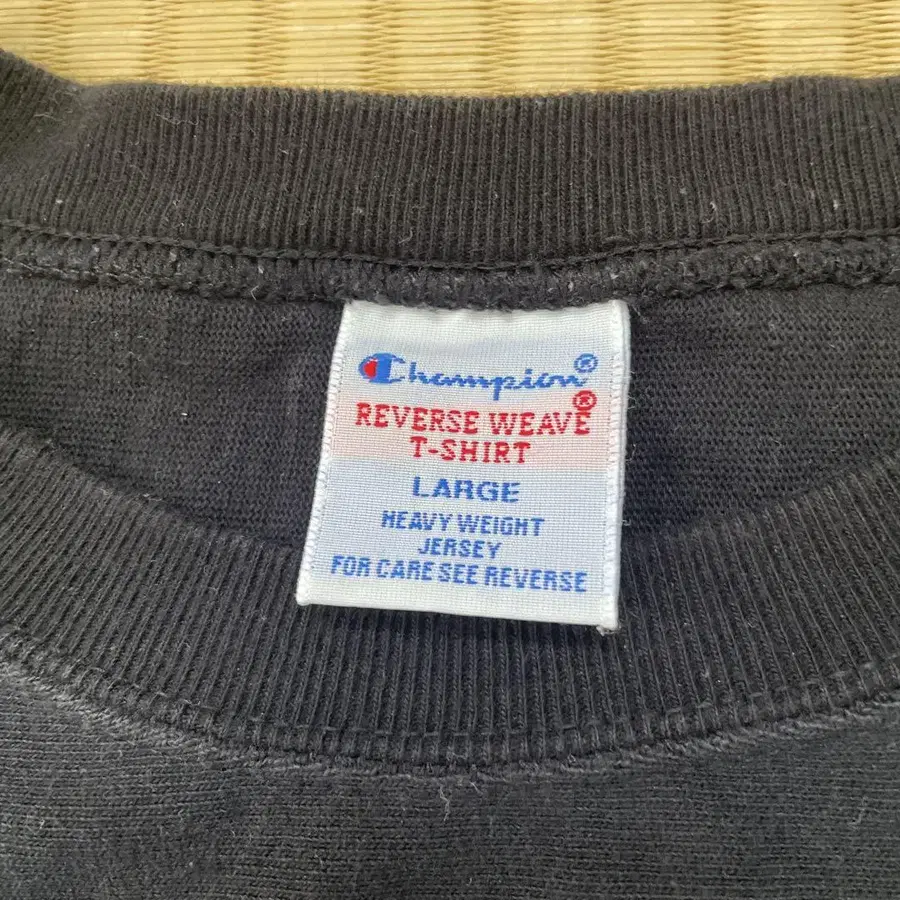 Champion®
REVERSE WEAVE®
T-SHIRT
LARGE
HEAVY WEIGHT
JERSEY
FOR CARE SEE REVERSE